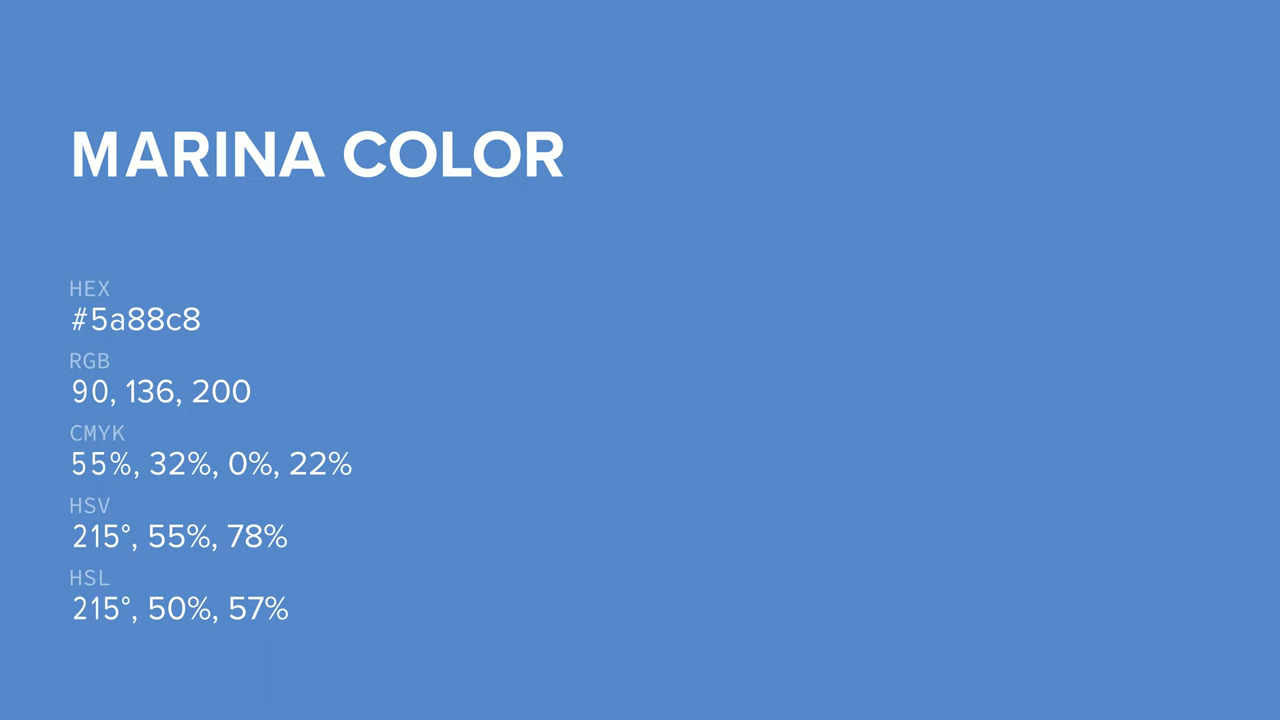 MARINA COLOR
HEX
#5a88c8
RGB
90, 136, 200
CMYK
55%, 32%, 0%, 22%
HSV
215°, 55%, 78%
HSL
215°, 50%, 57%